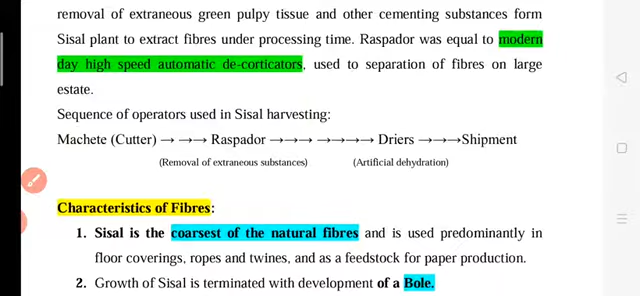 removal of extraneous green pulpy tissue and other cementing substances form
Sisal plant to extract fibres under processing time. Raspador was equal to modern
day high speed automatic de-corticators, used to separation of fibres on large
estate.
Sequence of operators used in Sisal harvesting:
Machete (Cutter) → → → Raspador →→→ →→→→ Driers →→→Shipment
(Removal of extraneous substances) (Artificial dehydration)
Characteristics of Fibres:
1. Sisal is the coarsest of the natural fibres and is used predominantly in
floor coverings, ropes and twines, and as a feedstock for paper production.
2. Growth of Sisal is terminated with development of a Bole.